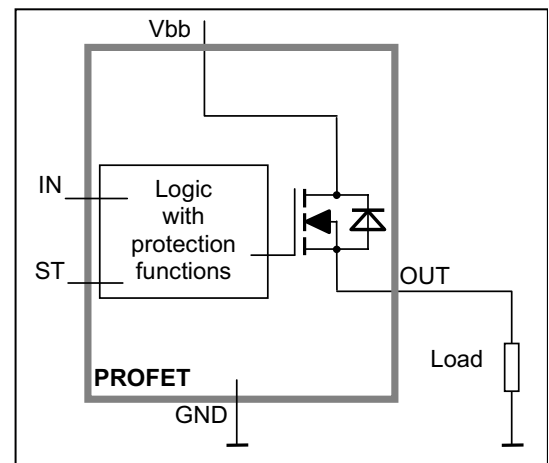 Vbb
IN
Logic
with
protection
functions
ST
OUT
Load
PROFET
GND